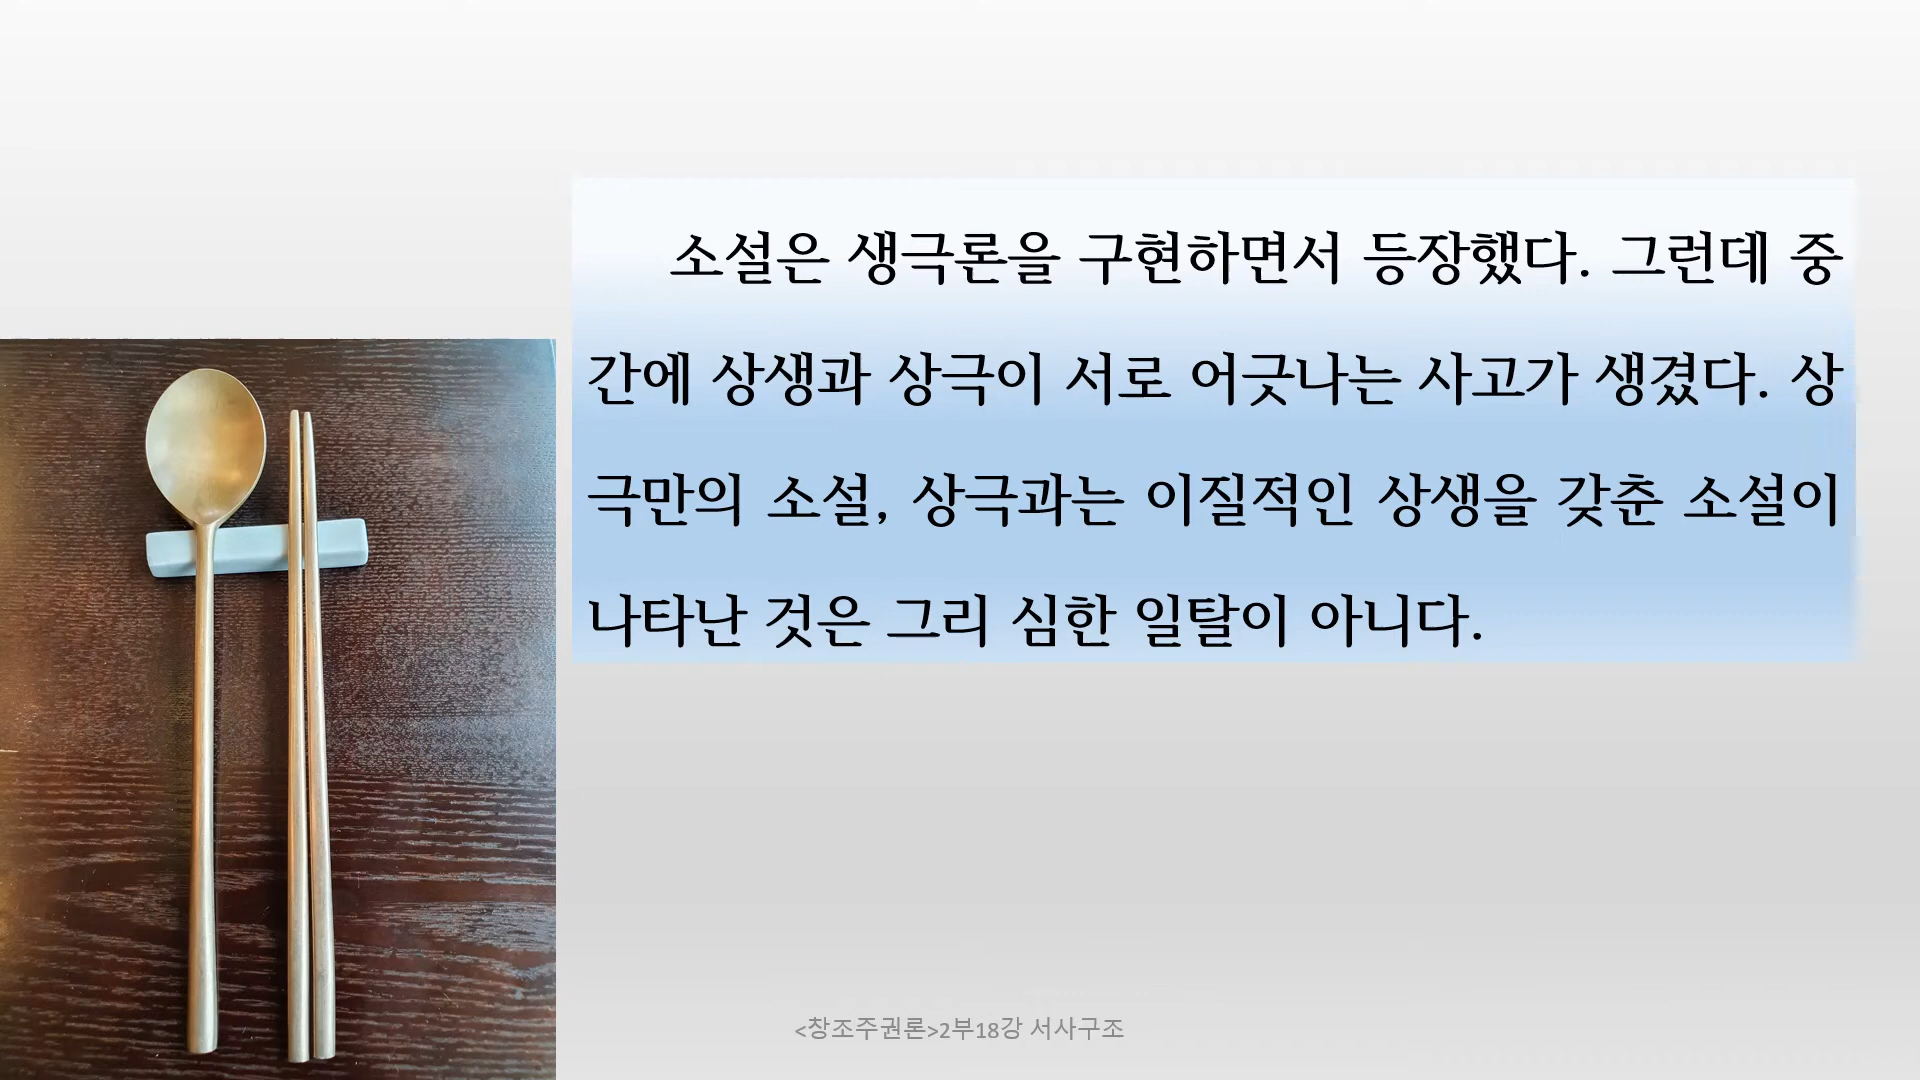 소설은 생극론을 구현하면서 등장했다. 그런데 중
간에 상생과 상극이 서로 어긋나는 사고가 생겼다. 상
극만의 소설, 상극과는 이질적인 상생을 갖춘 소설이
나타난 것은 그리 심한 일탈이 아니다.
<창조주권론>2부18강 서사구조